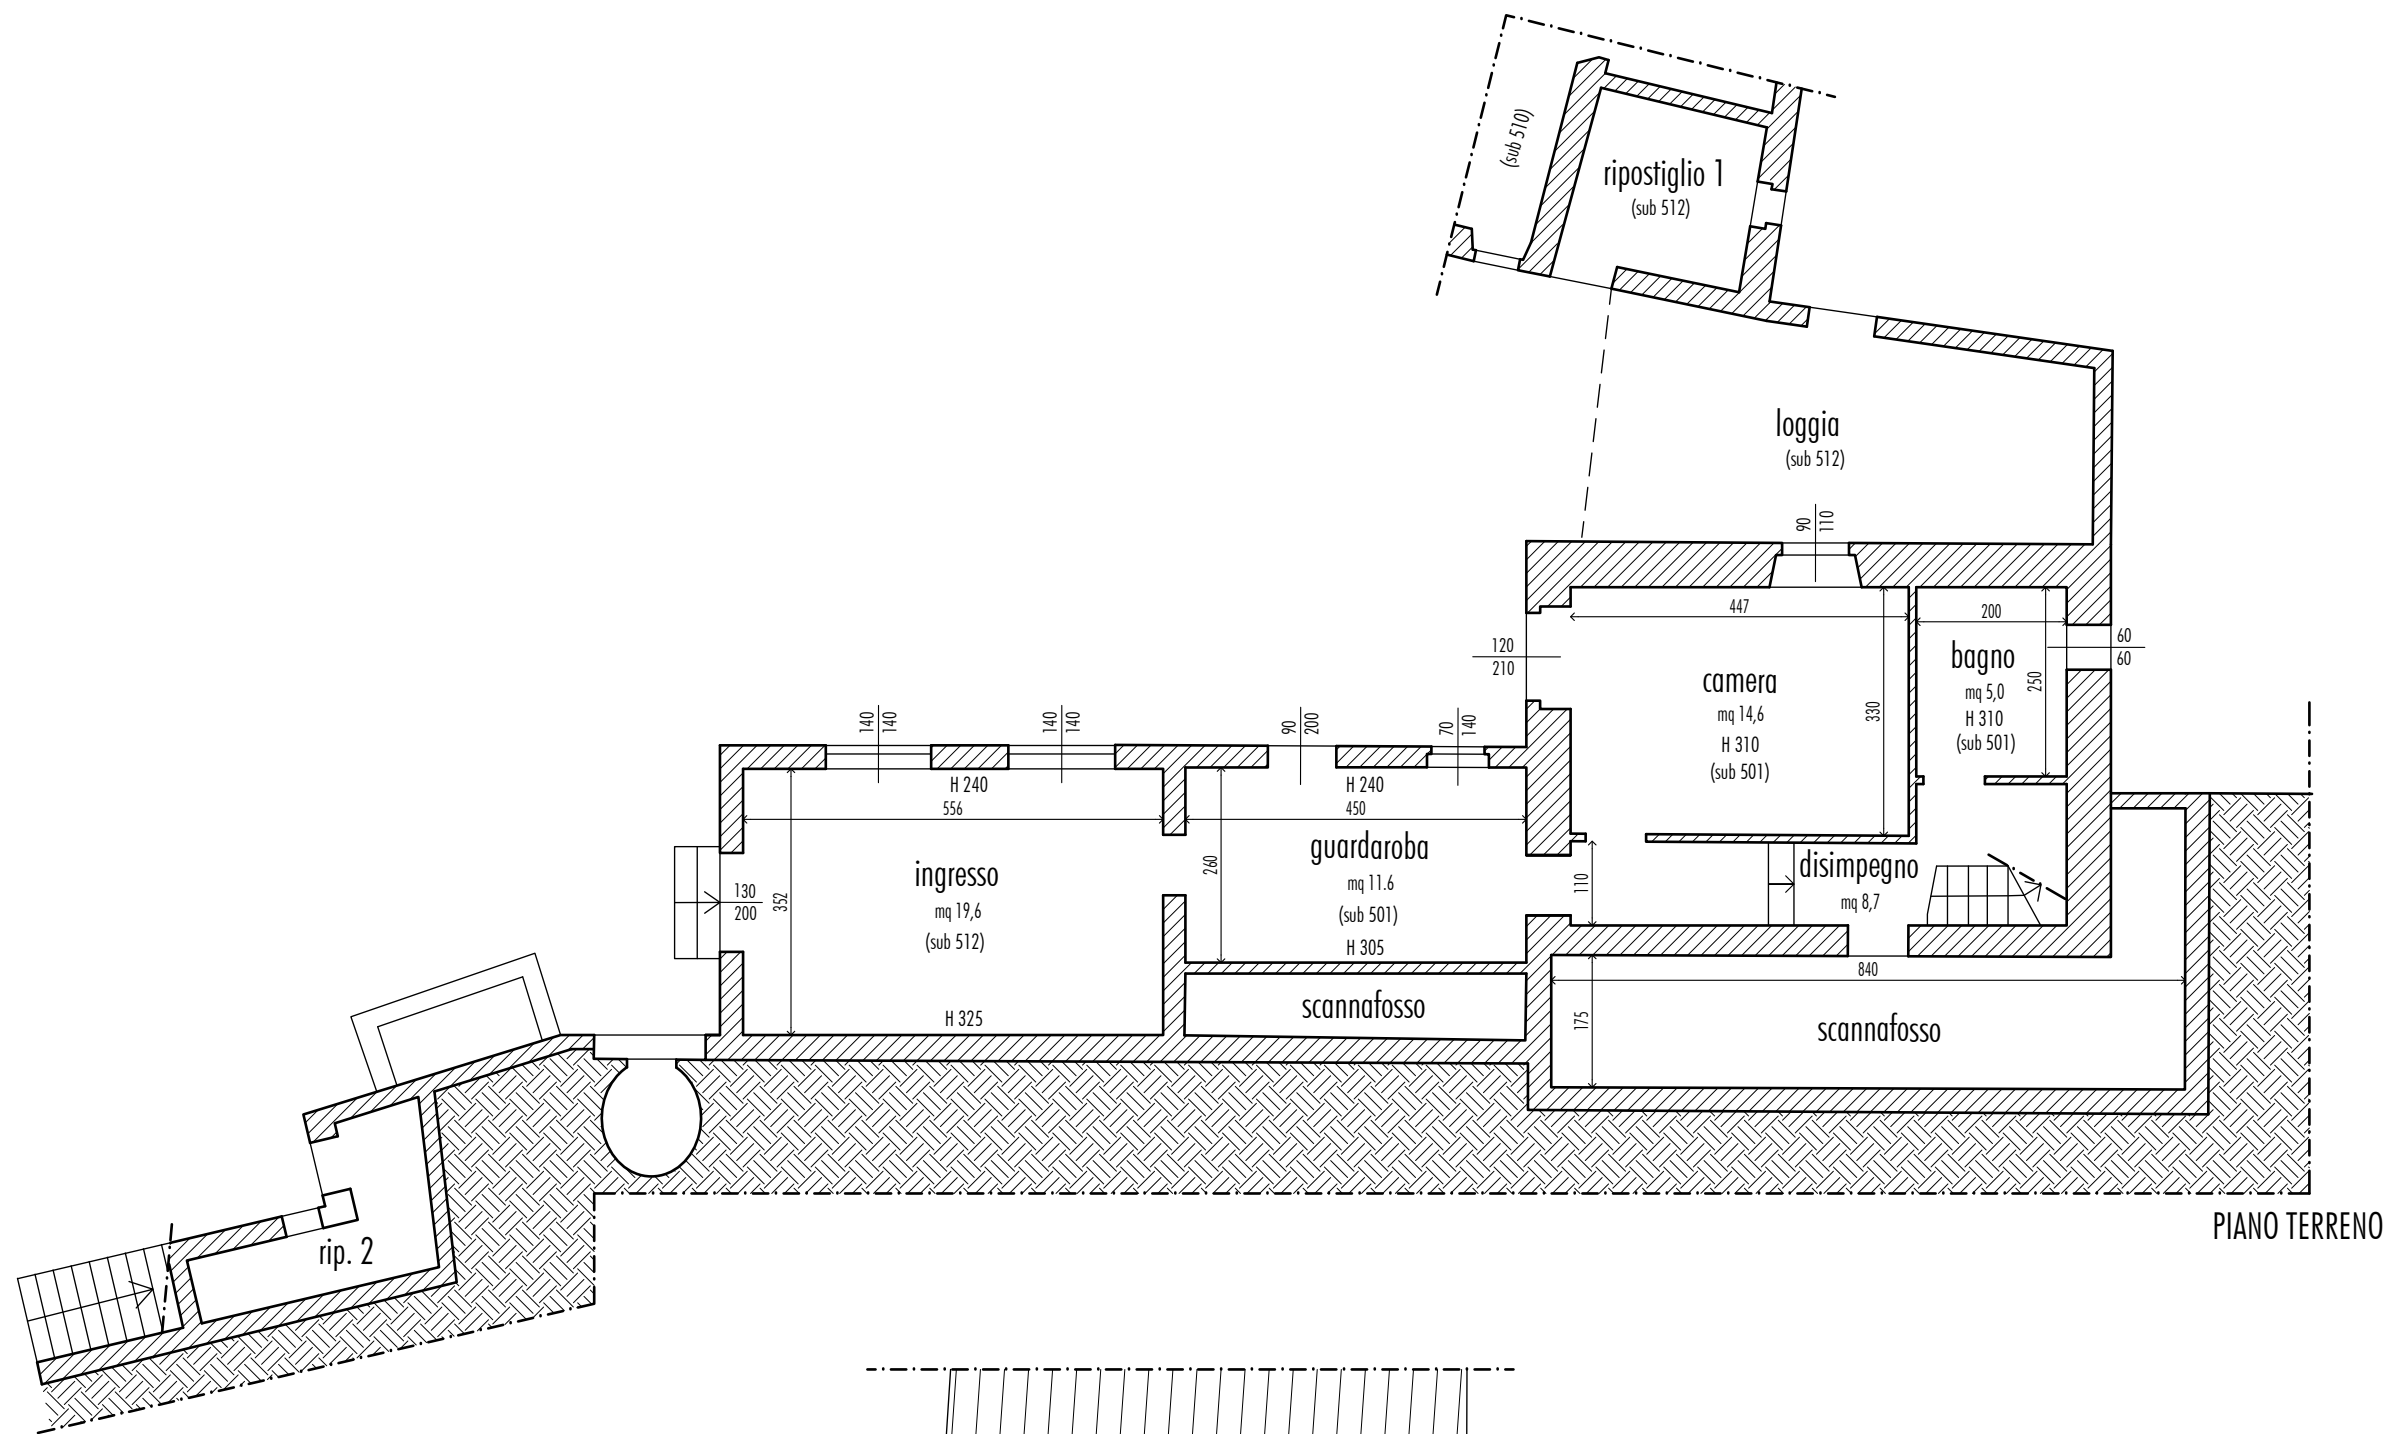 (sub 510)
ripostiglio 1
(sub 512)
loggia
(sub 512)
90
110
447
200
60
60
120
210
camera
mq 14,6
H 310
(sub 501)
330
bagno
mq 5,0
H 310
(sub 501)
250
140
140
140
140
90
200
70
140
H 240
556
H 240
450
352
260
130
200
ingresso
mq 19,6
(sub 512)
guardaroba
mq 11.6
(sub 501)
110
disimpegno
mq 8,7
H 305
H 325
scannafosso
840
175
scannafosso
rip. 2
PIANO TERRENO